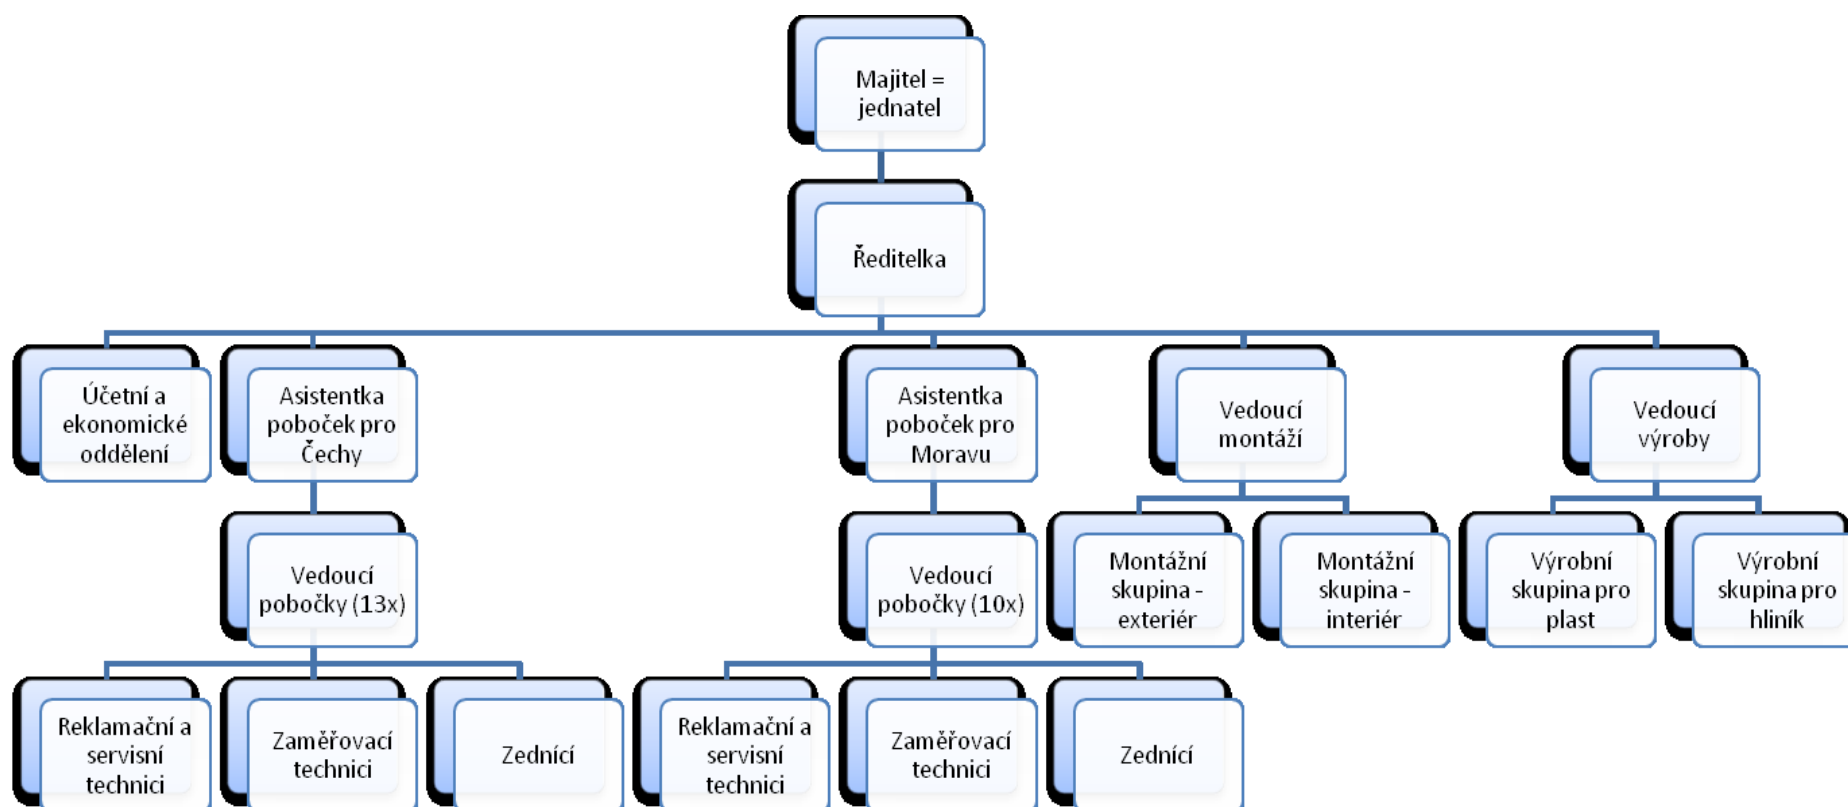 Majitel =
jednatel
Ředitelka
Účetní a
ekonomické
oddělení
Asistentka
poboček pro
Čechy
Asistentka
poboček pro
Moravu
Vedoucí
montáží
Vedoucí
výroby
Vedoucí
pobočky (13x)
Vedoucí
pobočky (10x)
Montážní
skupina -
exteriér
Montážní
skupina -
interiér
Výrobní
skupina pro
plast
Výrobní
skupina pro
hliník
Reklamační a
servisní
technici
Zaměřovací
technici
Zednící
Reklamační a
servisní
technici
Zaměřovací
technici
Zednící